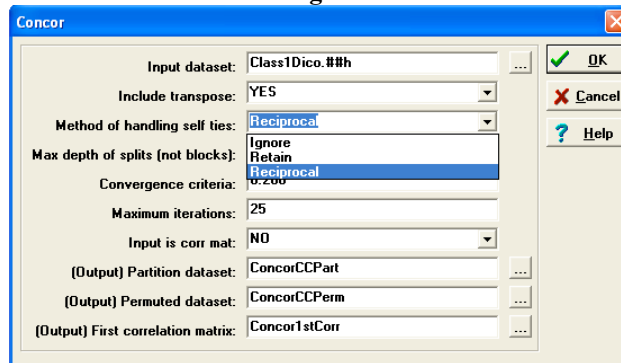 Concor
Input dataset: Class1Dico.##h ... OK
Include transpose: YES Cancel
Method of handling self ties: Reciprocal Help
Ignore
Max depth of splits (not blocks): Retain
Reciprocal
Convergence criteria:
Maximum iterations: 25
Input is corr mat: NO
(Output) Partition dataset: ConcorCCPart ...
(Output) Permuted dataset: ConcorCCPerm ...
(Output) First correlation matrix: Concor1stCorr ...